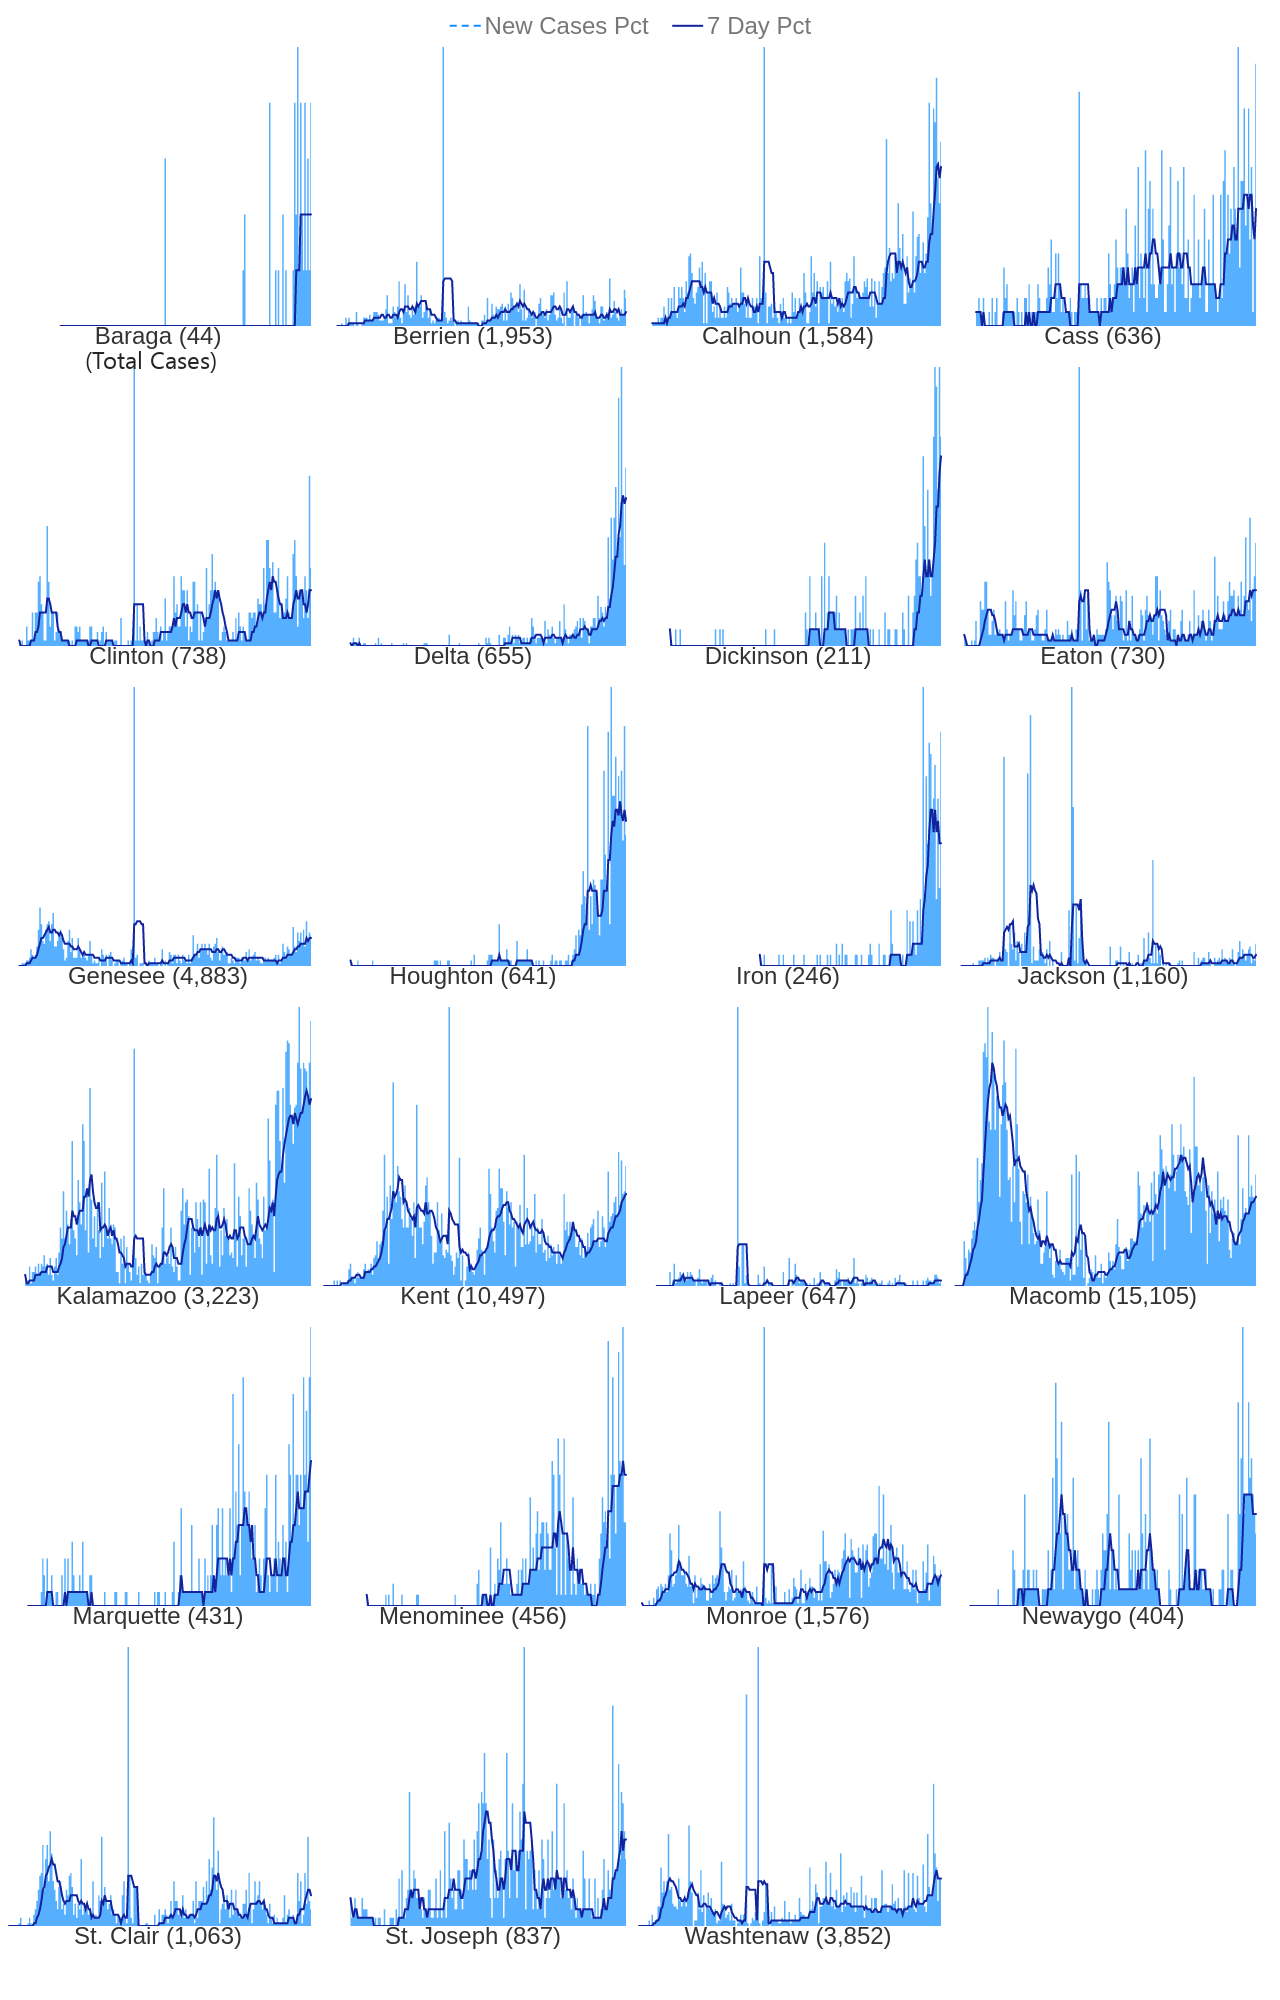 New Cases Pct 7 Day Pct
Baraga (44) Berrien (1,953) Calhoun (1,584) Cass (636)
(Total Cases)
Clinton (738) Delta (655) Dickinson (211) Eaton (730)
Genesee (4,883) Houghton (641) Iron (246) Jackson (1,160)
Kalamazoo (3,223) Kent (10,497) Lapeer (647) Macomb (15,105)
Marquette (431) Menominee (456) Monroe (1,576) Newaygo (404)
St. Clair (1,063) St. Joseph (837) Washtenaw (3,852)